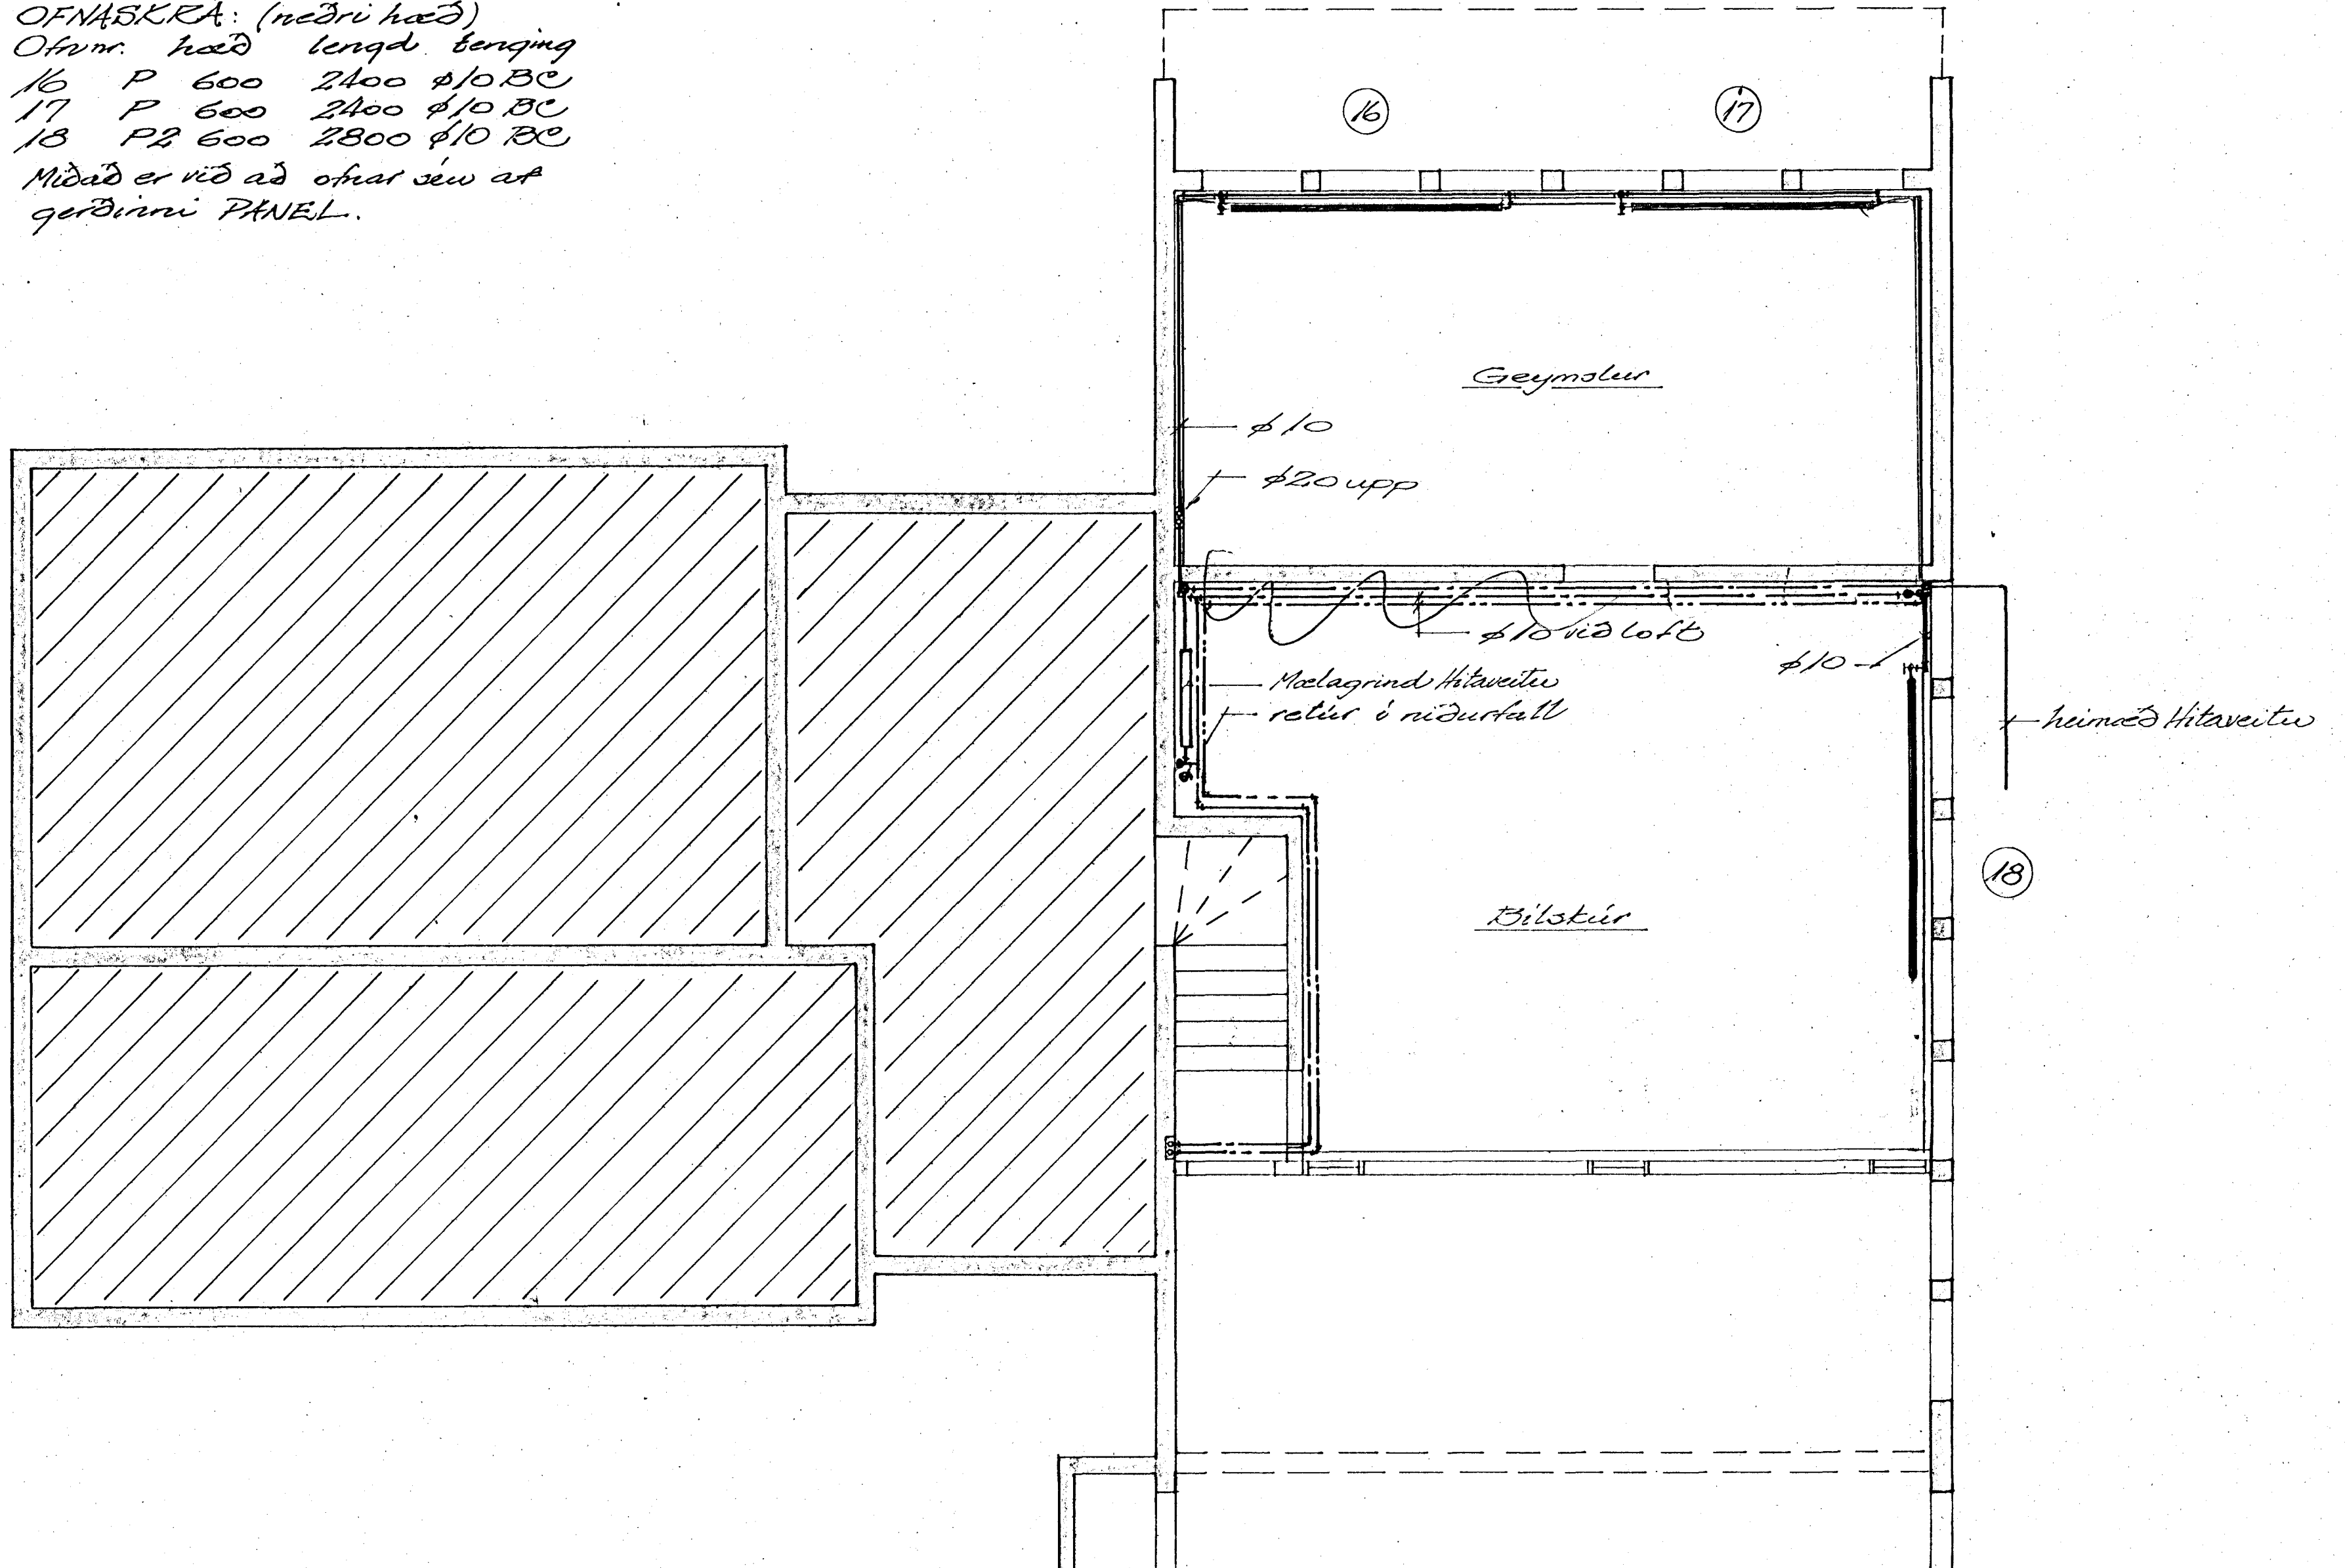 OFNASKRÁ: (neðri hæð)
Ofnnr. hæð lengd tenging
16 P 600 2400 ø10 BC
17 P 600 2400 ø10 BC
18 P2 600 2800 ø10 BC
Miðað er við að ofnar séu af
gerðinni PANEL.
16
17
Geymslur
ø10
ø20 upp
ø10 við loft
ø10
Mælagrind Hitaveitu
retúr í niðurfall
heimæð Hitaveitu
18
Bílskúr